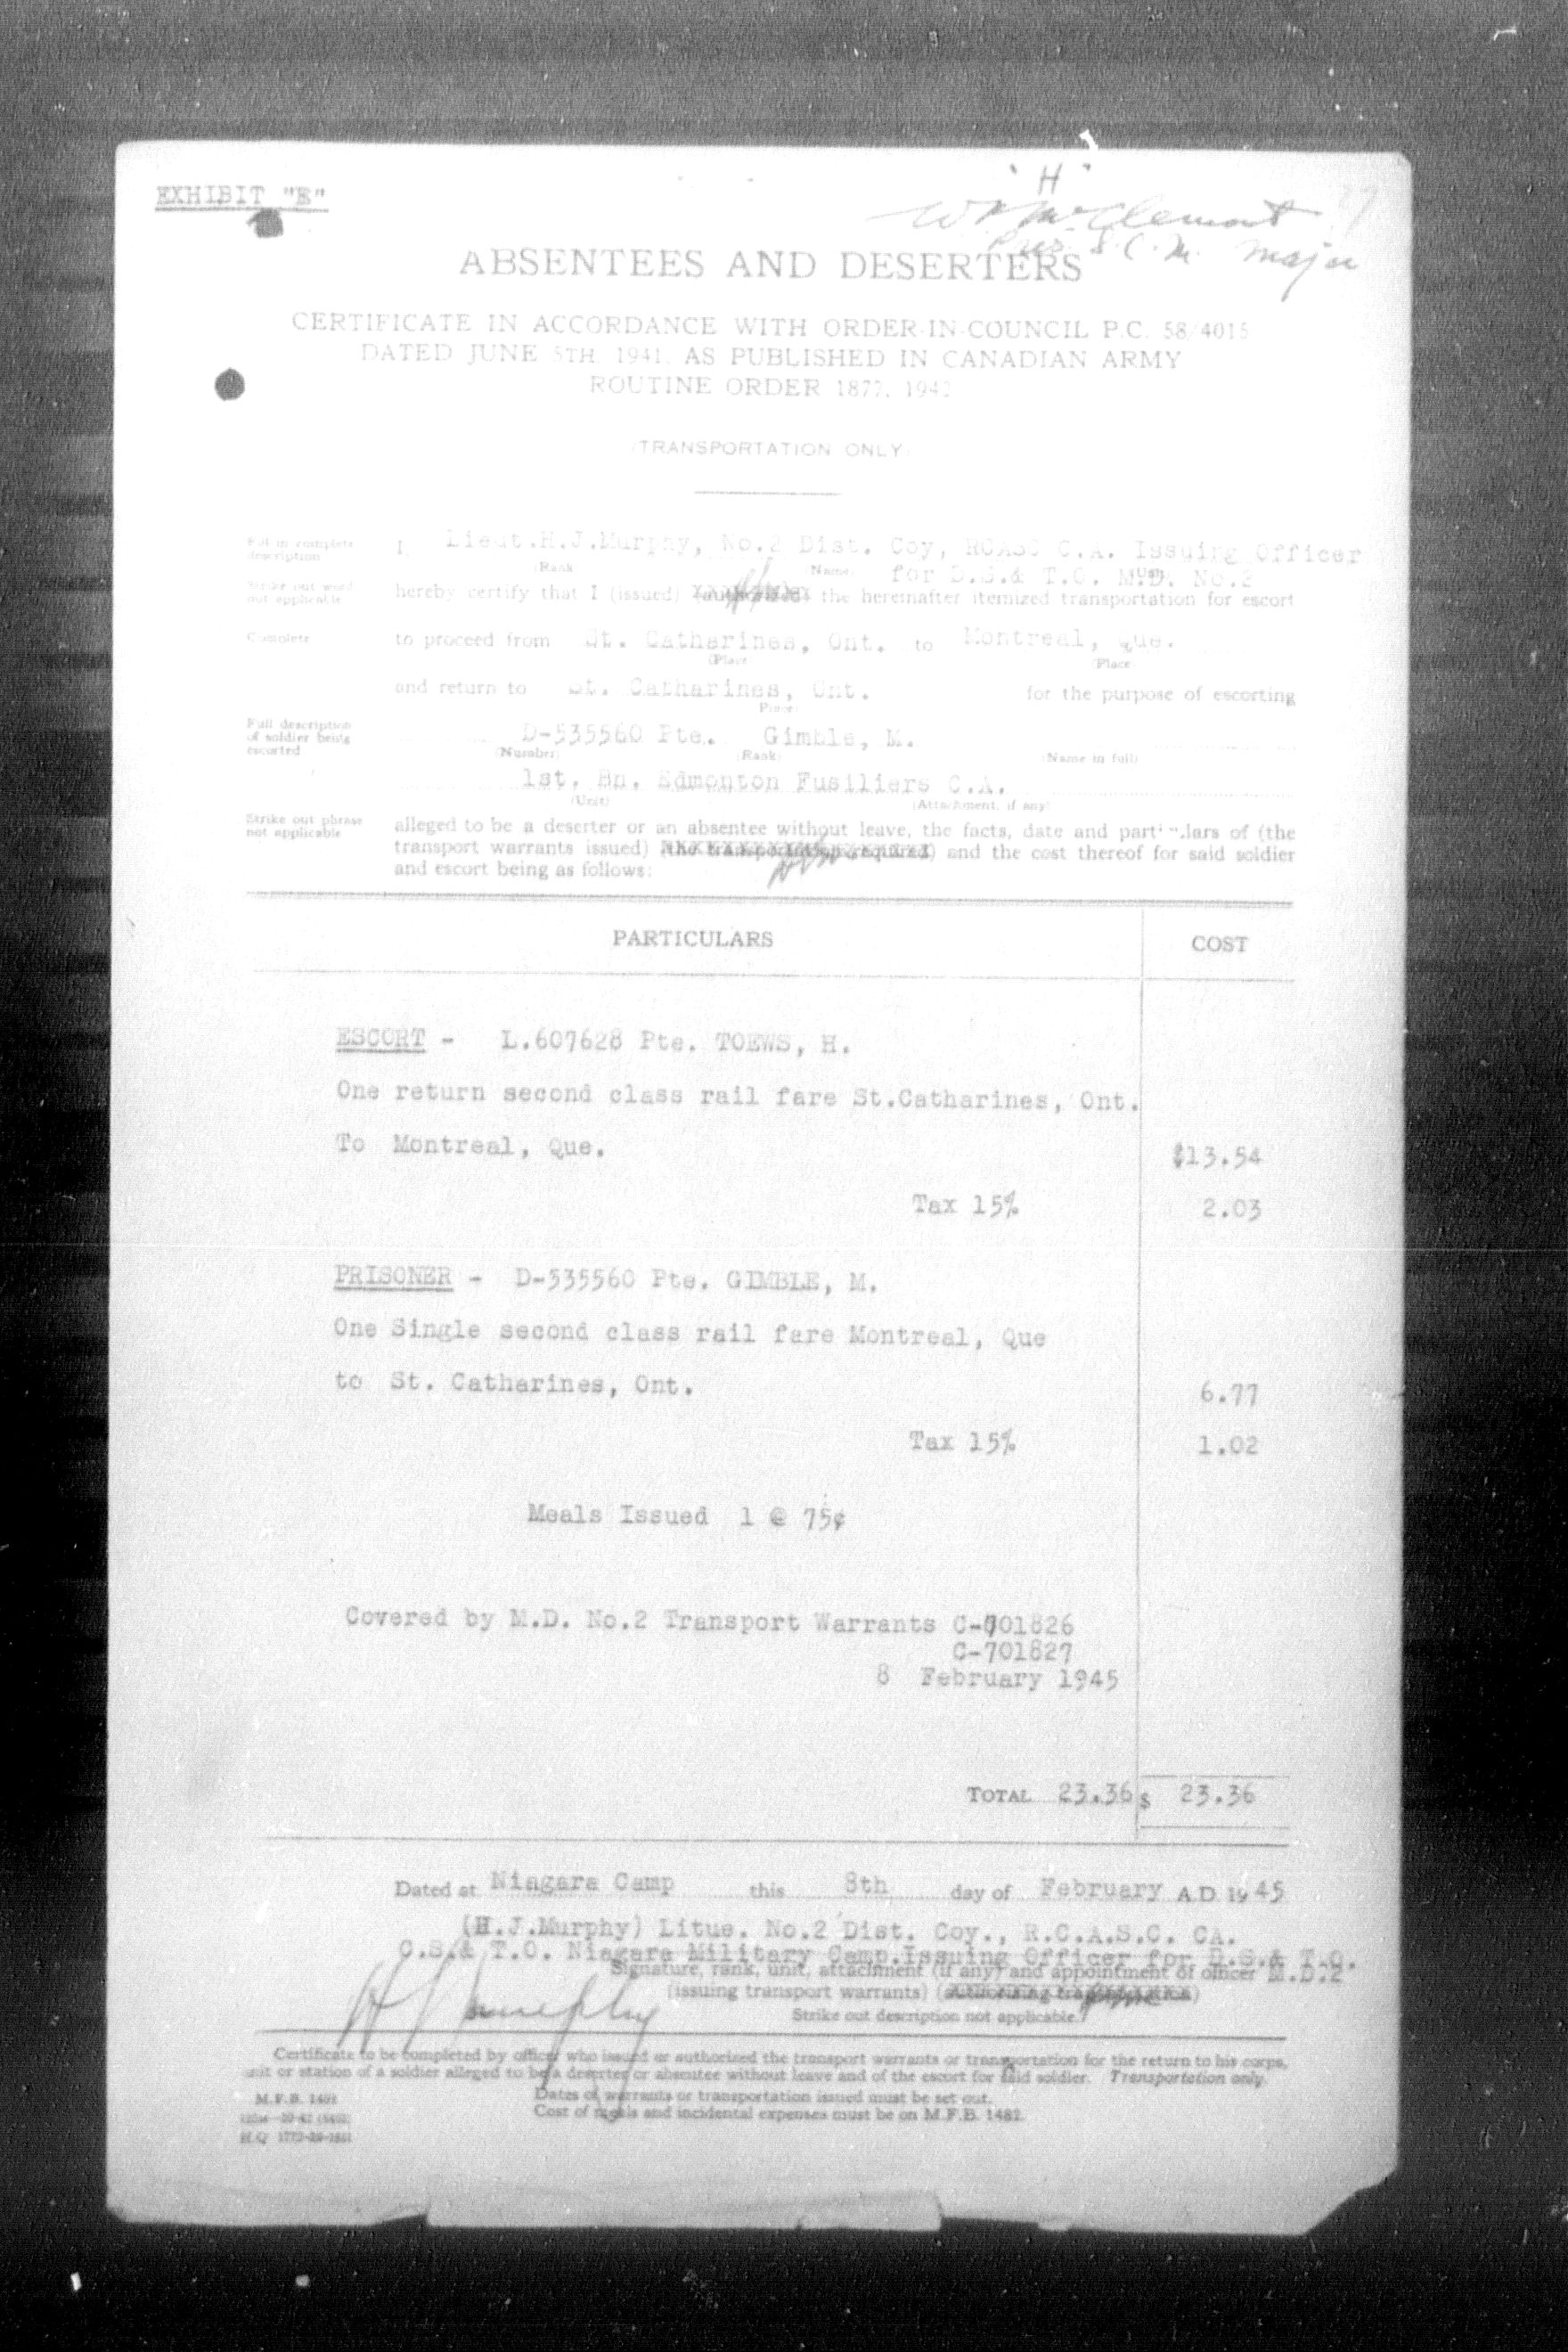 EXHIBIT "E"
"H"
McClemont
Pres. S.C.M. Major
ABSENTEES AND DESERTERS
CERTIFICATE IN ACCORDANCE WITH ORDER-IN-COUNCIL P.C. 58/4015
DATED JUNE 5TH, 1941, AS PUBLISHED IN CANADIAN ARMY
ROUTINE ORDER 1877, 1942
(TRANSPORTATION ONLY)
Put in complete description
I, Lieut.H.J.Murphy, No.2 Dist. Coy, RCASC C.A. Issuing Officer
(Rank) (Name) (Unit)
for D.S.& T.O. M.D. No.2
Strike out word not applicable
hereby certify that I (issued) (authorized) the hereinafter itemized transportation for escort
Complete
to proceed from St. Catharines, Ont. to Montreal, Que.
(Place) (Place)
and return to St. Catharines, Ont. for the purpose of escorting
(Place)
Full description of soldier being escorted
D-535560 Pte. Gimble, M.
(Number) (Rank) (Name in full)
1st. Bn. Edmonton Fusiliers C.A.
(Unit) (Attachment, if any)
Strike out phrase not applicable
alleged to be a deserter or an absentee without leave, the facts, date and particulars of (the
transport warrants issued) (the transportation required) and the cost thereof for said soldier
and escort being as follows:
PARTICULARS COST
ESCORT - L.607628 Pte. TOEWS, H.
One return second class rail fare St.Catharines, Ont.
To Montreal, Que. $13.54
Tax 15% 2.03
PRISONER - D-535560 Pte. GIMBLE, M.
One Single second class rail fare Montreal, Que
to St. Catharines, Ont. 6.77
Tax 15% 1.02
Meals Issued 1 @ 75¢
Covered by M.D. No.2 Transport Warrants C-701826
C-701827
8 February 1945
TOTAL 23.36 $ 23.36
Dated at Niagara Camp this 8th day of February A.D. 1945
(H.J.Murphy) Litue. No.2 Dist. Coy., R.C.A.S.C. CA.
C.S.& T.O. Niagara Military Camp.Issuing Officer for D.S.& T.O.
M.D.2
Signature, rank, unit, attachment (if any) and appointment of officer
(issuing transport warrants) (authorizing transportation)
H J Murphy
Strike out description not applicable.
Certificate to be completed by officer who issued or authorized the transport warrants or transportation for the return to his corps,
unit or station of a soldier alleged to be a deserter or absentee without leave and of the escort for said soldier. Transportation only.
Dates of warrants or transportation issued must be set out.
Cost of meals and incidental expenses must be on M.F.B. 1482.
M.F.B. 1481